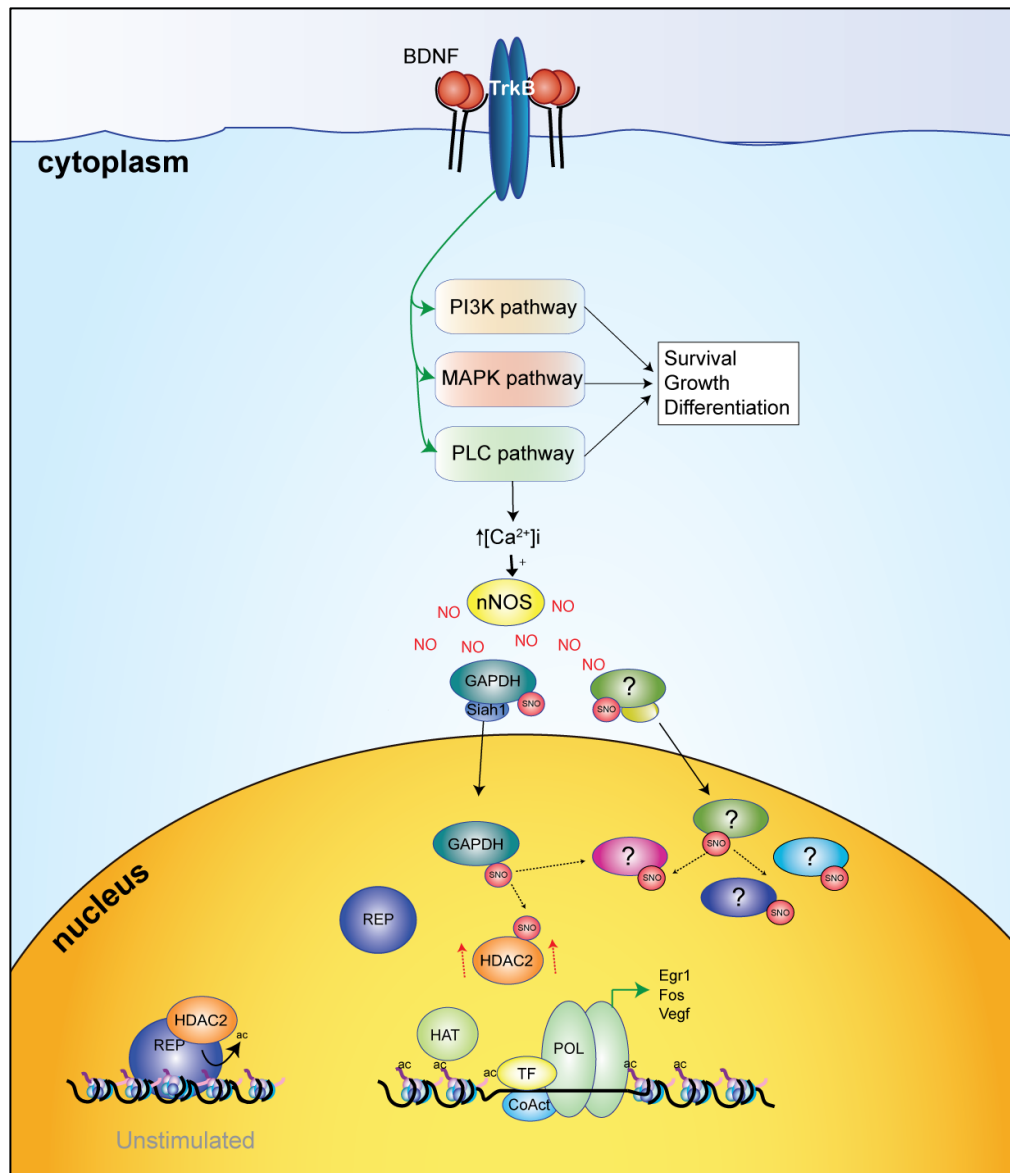 BDNF
TrkB
cytoplasm
PI3K pathway
MAPK pathway
PLC pathway
Survival
Growth
Differentiation
↑[Ca²⁺]i
+
nNOS
NO
NO
NO
NO
NO
NO
NO
GAPDH
Siah1
SNO
?
SNO
nucleus
GAPDH
SNO
?
SNO
?
SNO
?
SNO
?
SNO
REP
SNO
HDAC2
Egr1
Fos
Vegf
HDAC2
REP
ac
HAT
POL
ac
ac
ac
TF
CoAct
ac
ac
ac
Unstimulated